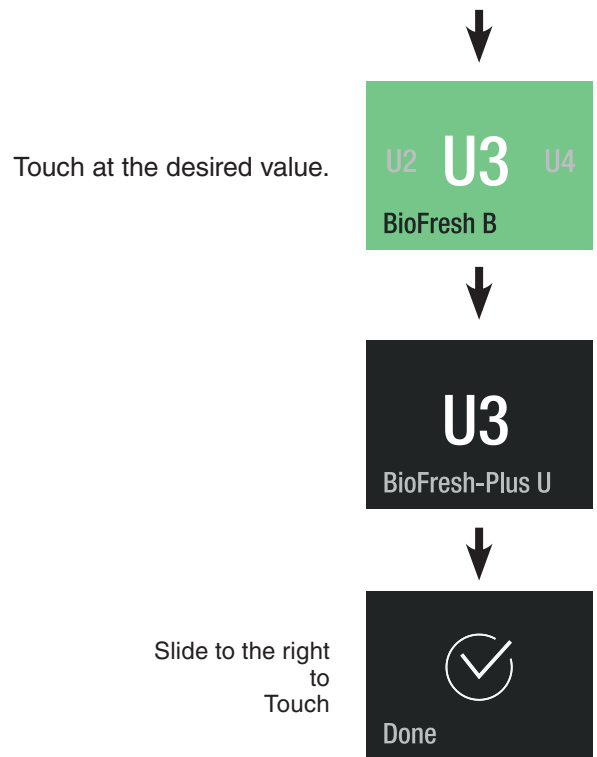 Touch at the desired value.
U2 U3 U4
BioFresh B
U3
BioFresh-Plus U
Slide to the right
to
Touch
Done